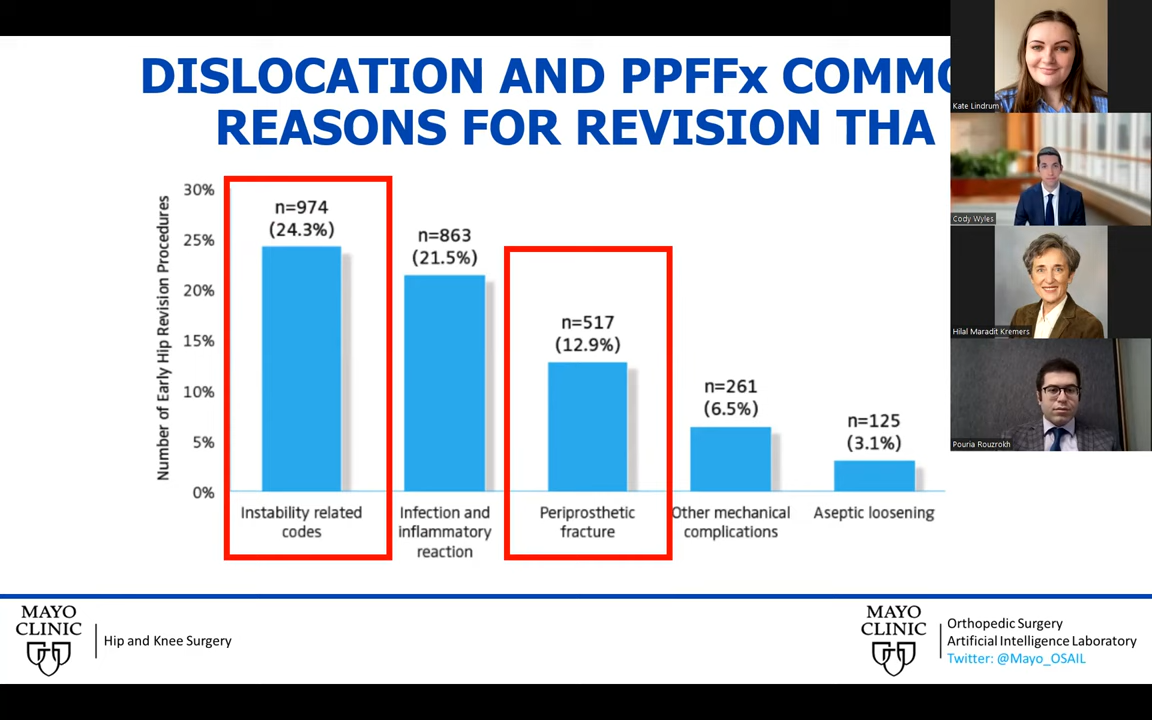 DISLOCATION AND PPFFx COMMO
REASONS FOR REVISION THA
Number of Early Hip Revision Procedures
30%
25%
20%
15%
10%
5%
0%
n=974
(24.3%)
n=863
(21.5%)
n=517
(12.9%)
n=261
(6.5%)
n=125
(3.1%)
Instability related
codes
Infection and
inflammatory
reaction
Periprosthetic
fracture
Other mechanical
complications
Aseptic loosening
MAYO
CLINIC
Hip and Knee Surgery
MAYO
CLINIC
Orthopedic Surgery
Artificial Intelligence Laboratory
Twitter: @Mayo_OSAIL
Kate Lindrum
Cody Wyles
Hilal Maradit Kremers
Pouria Rouzrokh